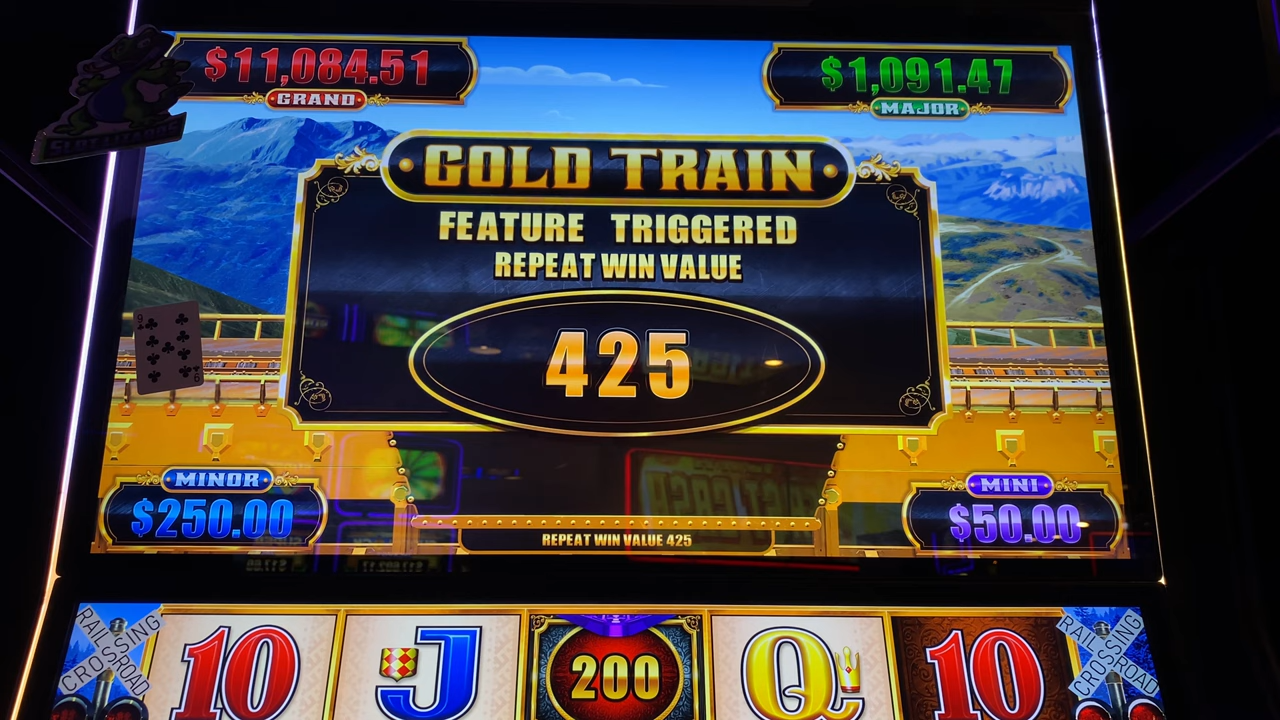 $11,084.51
GRAND
$1,091.47
MAJOR
GOLD TRAIN
FEATURE TRIGGERED
REPEAT WIN VALUE
425
MINOR
$250.00
MINI
$50.00
REPEAT WIN VALUE 425
RAILROAD
CROSSING
10
J
200
Q
10
RAILROAD
CROSSING